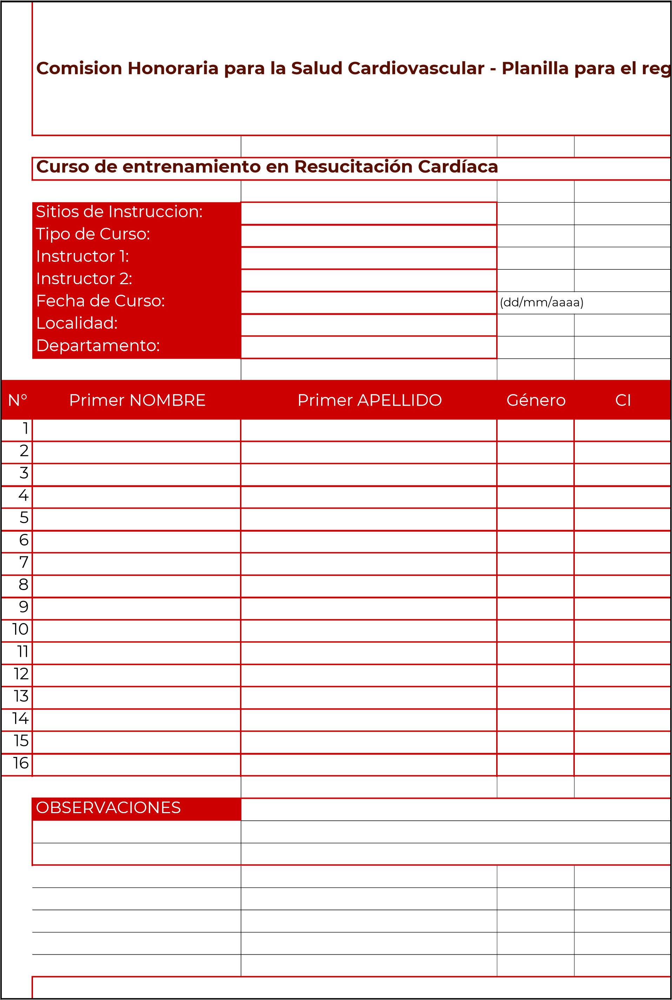 Comision Honoraria para la Salud Cardiovascular - Planilla para el reg
Curso de entrenamiento en Resucitación Cardíaca
Sitios de Instruccion:
Tipo de Curso:
Instructor 1:
Instructor 2:
Fecha de Curso: (dd/mm/aaaa)
Localidad:
Departamento:
N° Primer NOMBRE Primer APELLIDO Género CI
1
2
3
4
5
6
7
8
9
10
11
12
13
14
15
16
OBSERVACIONES